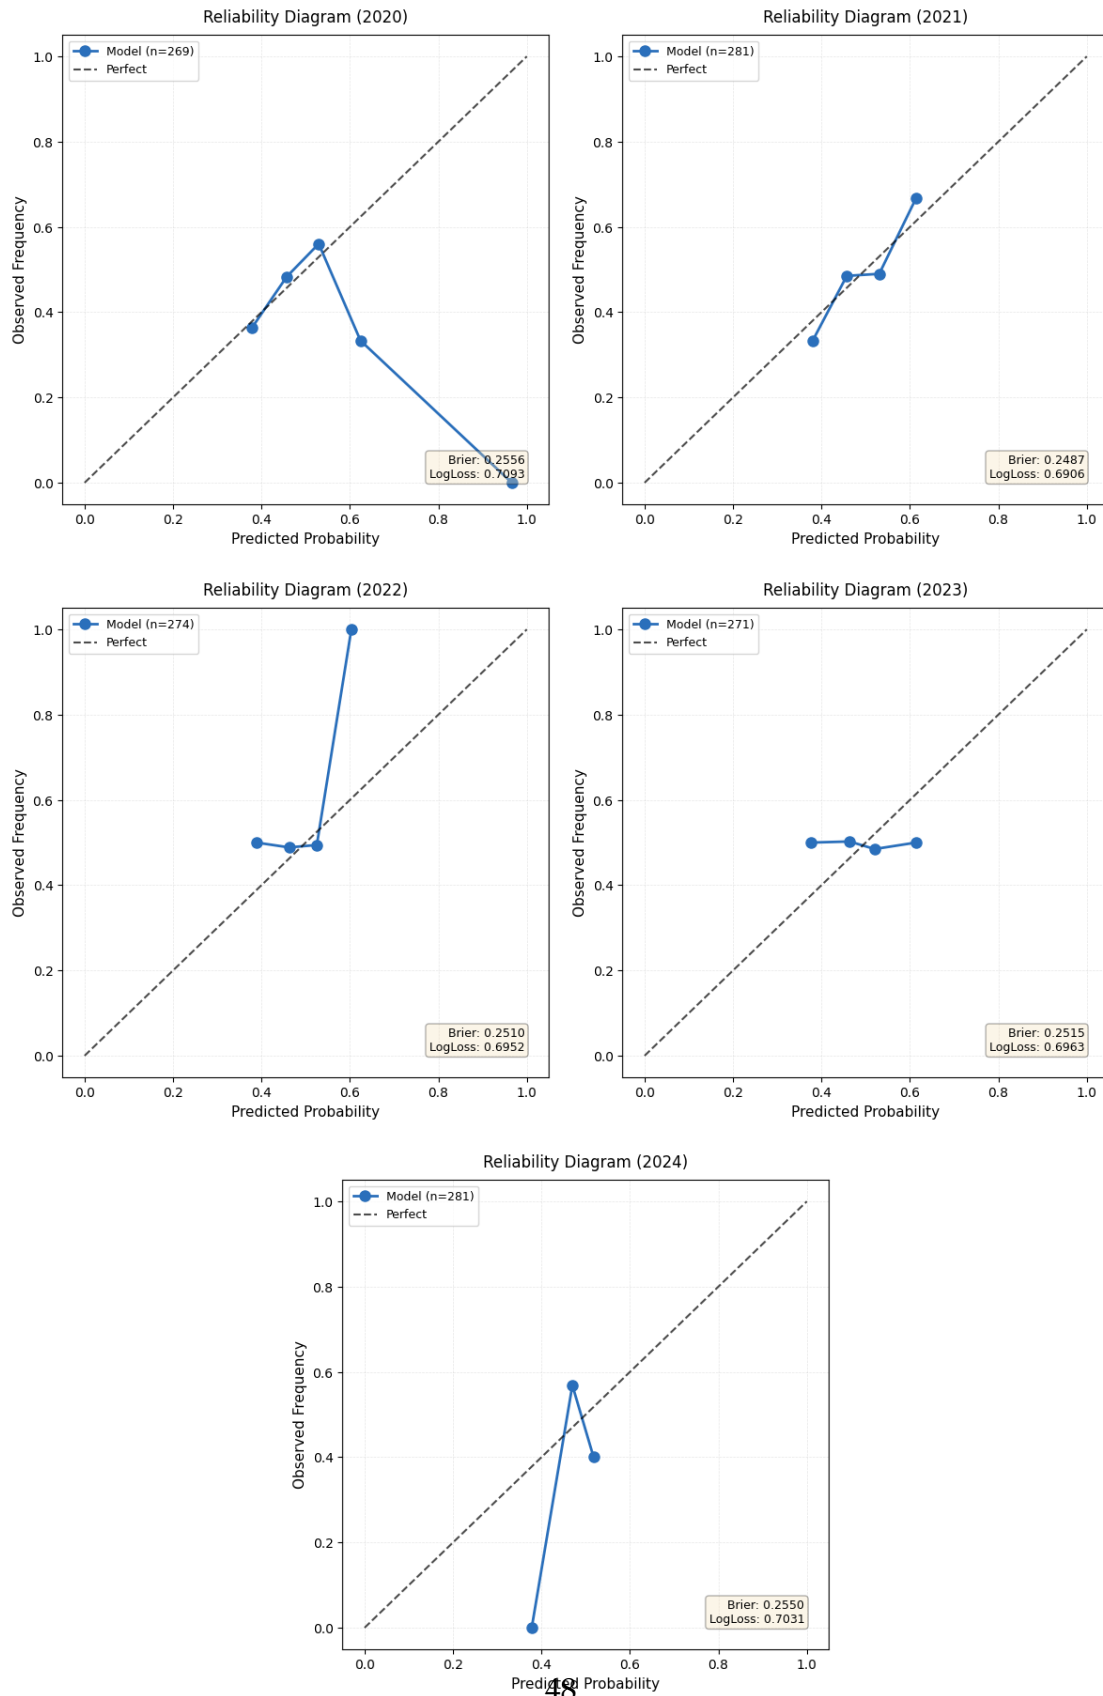 Reliability Diagram (2020)
Model (n=269)
Perfect
1.0
0.8
0.6
0.4
0.2
0.0
Observed Frequency
Brier: 0.2556
LogLoss: 0.7093
0.0 0.2 0.4 0.6 0.8 1.0
Predicted Probability
Reliability Diagram (2021)
Model (n=281)
Perfect
1.0
0.8
0.6
0.4
0.2
0.0
Observed Frequency
Brier: 0.2487
LogLoss: 0.6906
0.0 0.2 0.4 0.6 0.8 1.0
Predicted Probability
Reliability Diagram (2022)
Model (n=274)
Perfect
1.0
0.8
0.6
0.4
0.2
0.0
Observed Frequency
Brier: 0.2510
LogLoss: 0.6952
0.0 0.2 0.4 0.6 0.8 1.0
Predicted Probability
Reliability Diagram (2023)
Model (n=271)
Perfect
1.0
0.8
0.6
0.4
0.2
0.0
Observed Frequency
Brier: 0.2515
LogLoss: 0.6963
0.0 0.2 0.4 0.6 0.8 1.0
Predicted Probability
Reliability Diagram (2024)
Model (n=281)
Perfect
1.0
0.8
0.6
0.4
0.2
0.0
Observed Frequency
Brier: 0.2550
LogLoss: 0.7031
0.0 0.2 0.4 0.6 0.8 1.0
Predicted Probability
48